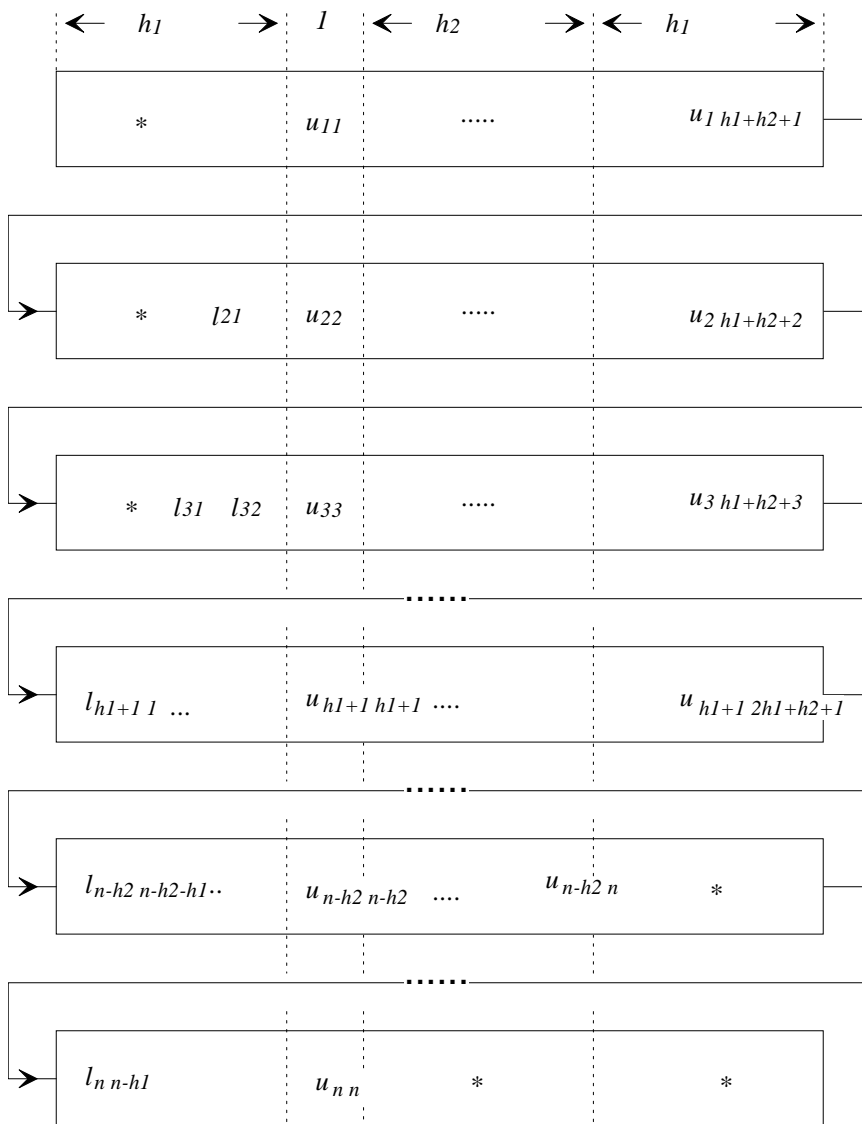 h1 1 h2 h1
* u11 ..... u1 h1+h2+1
* l21 u22 ..... u2 h1+h2+2
* l31 l32 u33 ..... u3 h1+h2+3
......
lh1+1 1 ... uh1+1 h1+1 .... uh1+1 2h1+h2+1
......
ln-h2 n-h2-h1.. un-h2 n-h2 .... un-h2 n *
......
ln n-h1 un n * *